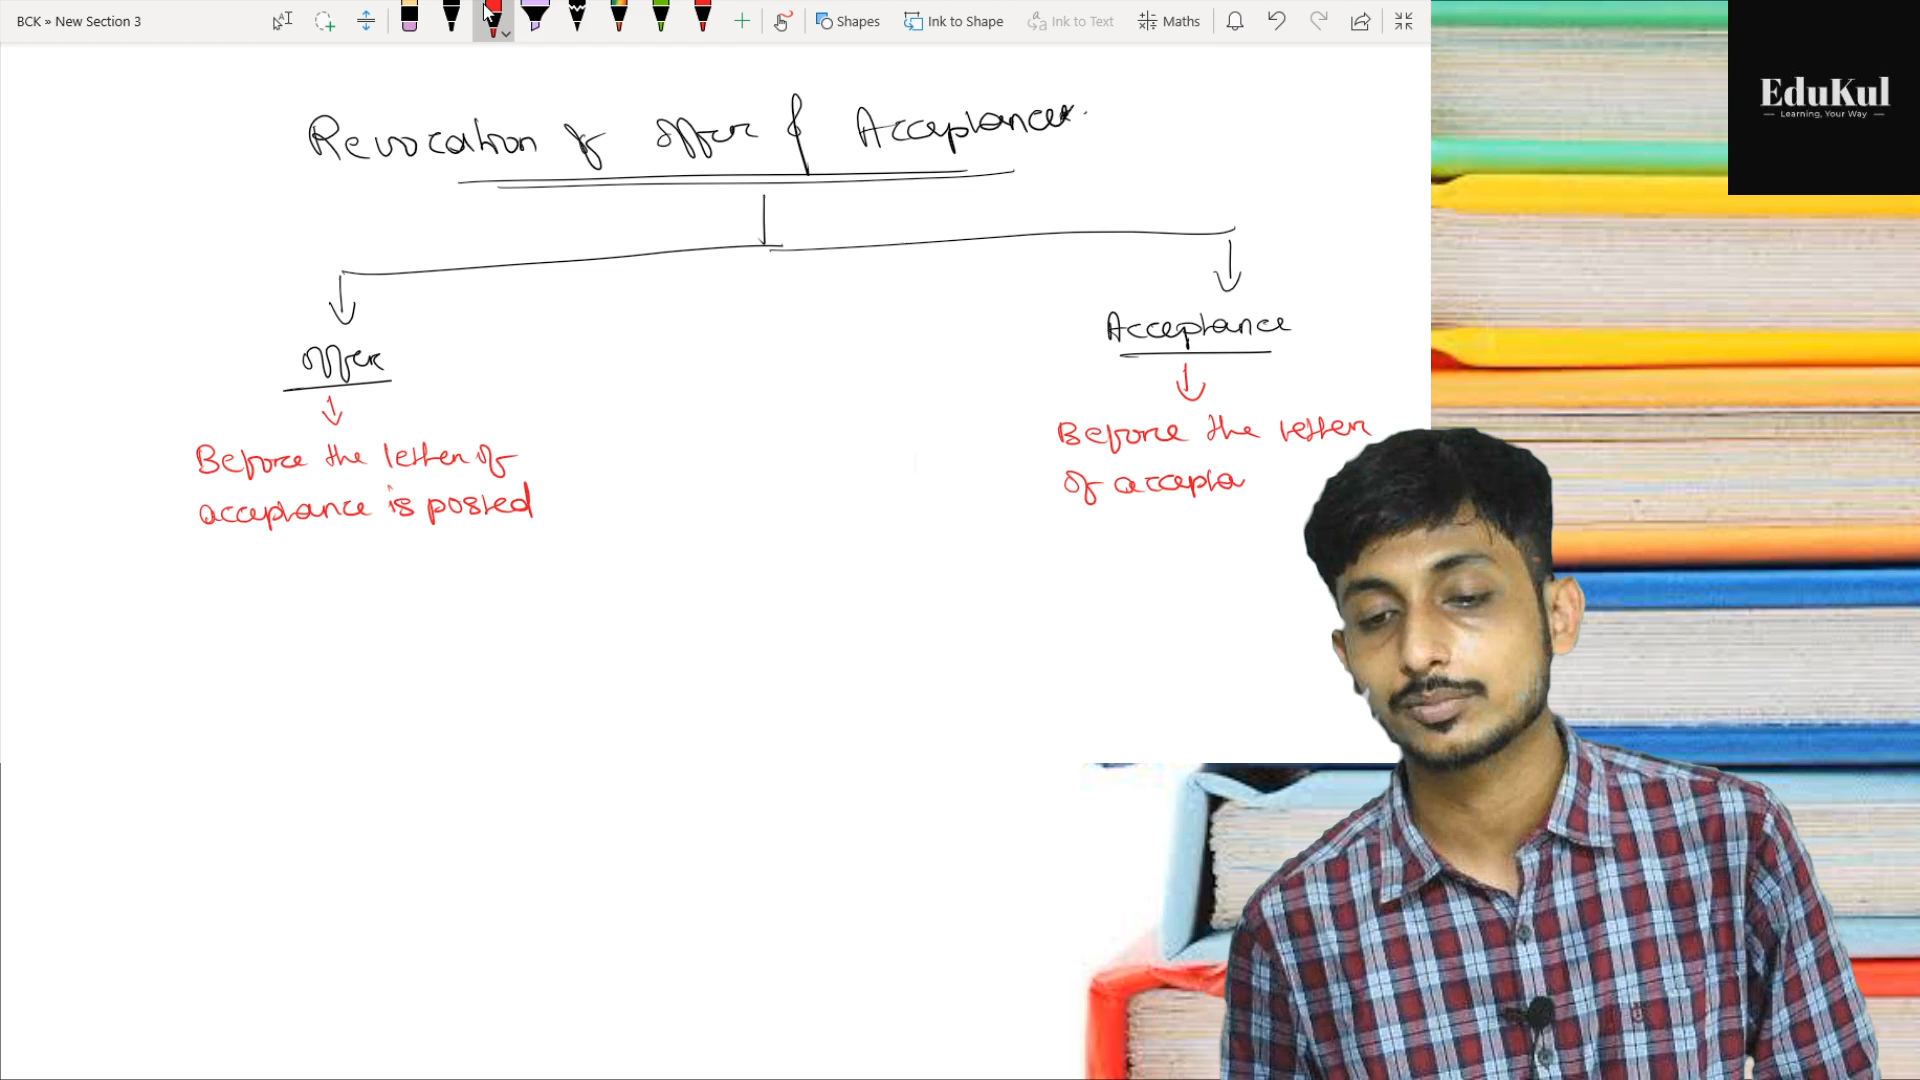 BCK » New Section 3
Shapes
Ink to Shape
Ink to Text
Maths
EduKul
— Learning, Your Way —
Revocation of offer & Acceptance.
offer
Acceptance
Before the letter of
acceptance is posted
Before the letter
of accepta